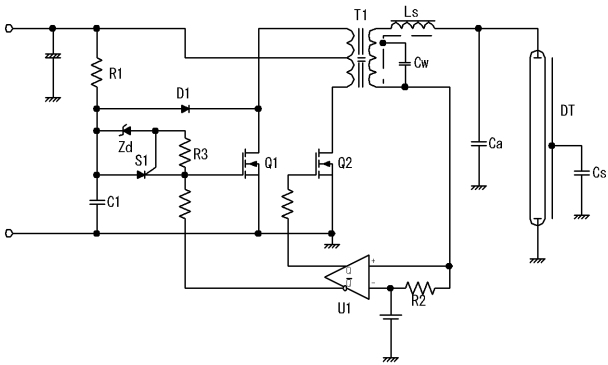 T1
Ls
R1
Cw
D1
DT
Zd
S1
R3
Q1
Q2
Ca
Cs
C1
+
Q
-
Q
U1
R2